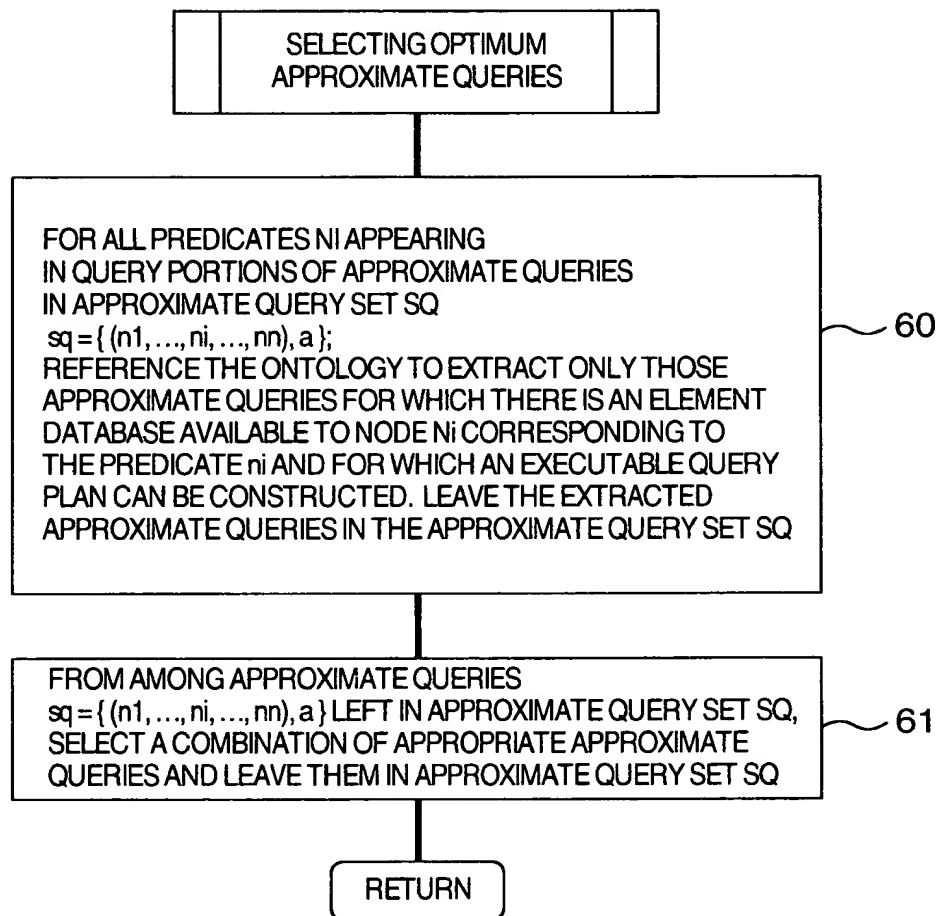 SELECTING OPTIMUM
APPROXIMATE QUERIES
FOR ALL PREDICATES NI APPEARING
IN QUERY PORTIONS OF APPROXIMATE QUERIES
IN APPROXIMATE QUERY SET SQ
sq = { (n1, ..., ni, ..., nn), a };
REFERENCE THE ONTOLOGY TO EXTRACT ONLY THOSE
APPROXIMATE QUERIES FOR WHICH THERE IS AN ELEMENT
DATABASE AVAILABLE TO NODE Ni CORRESPONDING TO
THE PREDICATE ni AND FOR WHICH AN EXECUTABLE QUERY
PLAN CAN BE CONSTRUCTED. LEAVE THE EXTRACTED
APPROXIMATE QUERIES IN THE APPROXIMATE QUERY SET SQ
60
FROM AMONG APPROXIMATE QUERIES
sq = { (n1, ..., ni, ..., nn), a } LEFT IN APPROXIMATE QUERY SET SQ,
SELECT A COMBINATION OF APPROPRIATE APPROXIMATE
QUERIES AND LEAVE THEM IN APPROXIMATE QUERY SET SQ
61
RETURN